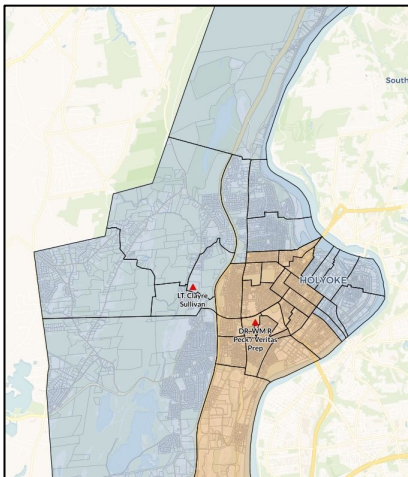 South
HOLYOKE
LT Clayre
Sullivan
DR. WM R
Peck / Veritas
Prep